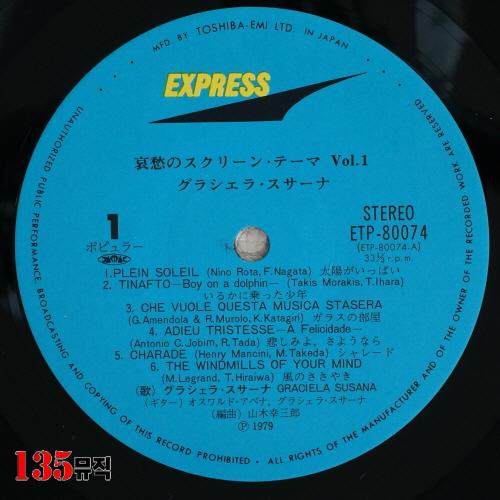 MFD. BY TOSHIBA-EMI LTD. IN JAPAN
EXPRESS
哀愁のスクリーン・テーマ Vol.1
グラシェラ・スサーナ
1
ポピュラー
STEREO
ETP-80074
(ETP-80074-A)
33⅓ r.p.m.
1.PLEIN SOLEIL (Nino Rota, F. Nagata) 太陽がいっぱい
2. TINAFTO—Boy on a dolphin— (Takis Morakis, T.Ihara)
いるかに乗った少年
3. CHE VUOLE QUESTA MUSICA STASERA
(G.Amendola & R.Murolo, K.Katagiri) ガラスの部屋
4. ADIEU TRISTESSE—A Felicidade—
(Antonio C.Jobim, R.Tada) 悲しみよ、さようなら
5. CHARADE (Henry Mancini, M.Takeda) シャレード
6. THE WINDMILLS OF YOUR MIND
(M.Legrand, T.Hiraiwa) 風のささやき
(歌) グラシェラ・スサーナ GRACIELA SUSANA
(ギター) オスワルド・アベナ, グラシェラ・スサーナ
(編曲) 山木幸三郎
Ⓟ 1979
UNAUTHORIZED PUBLIC PERFORMANCE, BROADCASTING AND COPYING OF THIS RECORD PROHIBITED • ALL RIGHTS OF THE MANUFACTURER AND OF THE OWNER OF THE RECORDED WORK RESERVED
135뮤직